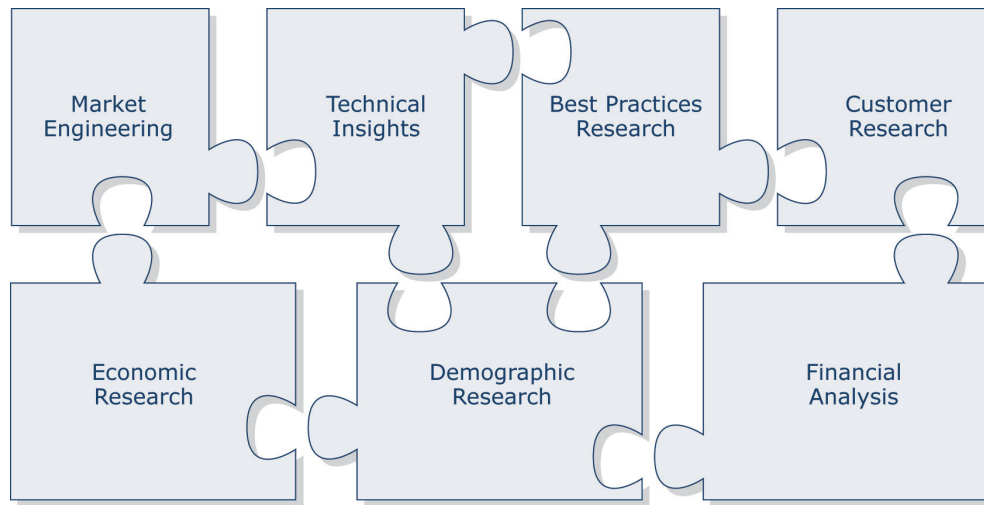 Market
Engineering
Technical
Insights
Best Practices
Research
Customer
Research
Economic
Research
Demographic
Research
Financial
Analysis